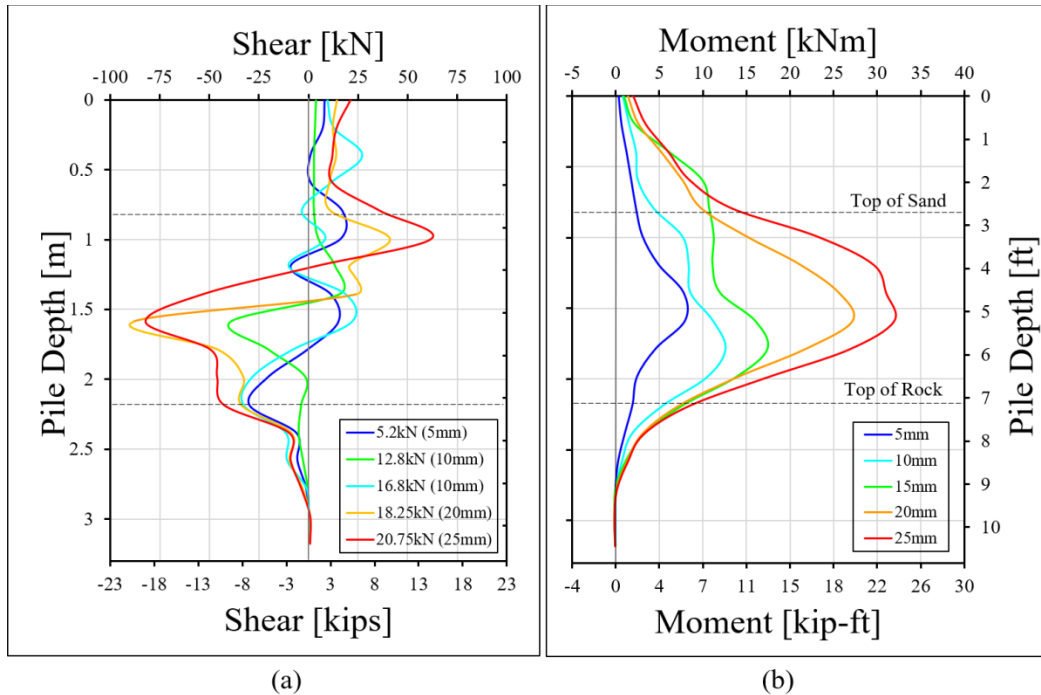 Shear [kN]
-100 -75 -50 -25 0 25 50 75 100
0
0.5
1
1.5
2
2.5
3
Pile Depth [m]
5.2kN (5mm)
12.8kN (10mm)
16.8kN (10mm)
18.25kN (20mm)
20.75kN (25mm)
-23 -18 -13 -8 -3 3 8 13 18 23
Shear [kips]
(a)
Moment [kNm]
-5 0 5 10 15 20 25 30 35 40
0
1
2
3
4
5
6
7
8
9
10
Pile Depth [ft]
Top of Sand
Top of Rock
5mm
10mm
15mm
20mm
25mm
-4 0 4 7 11 15 18 22 26 30
Moment [kip-ft]
(b)